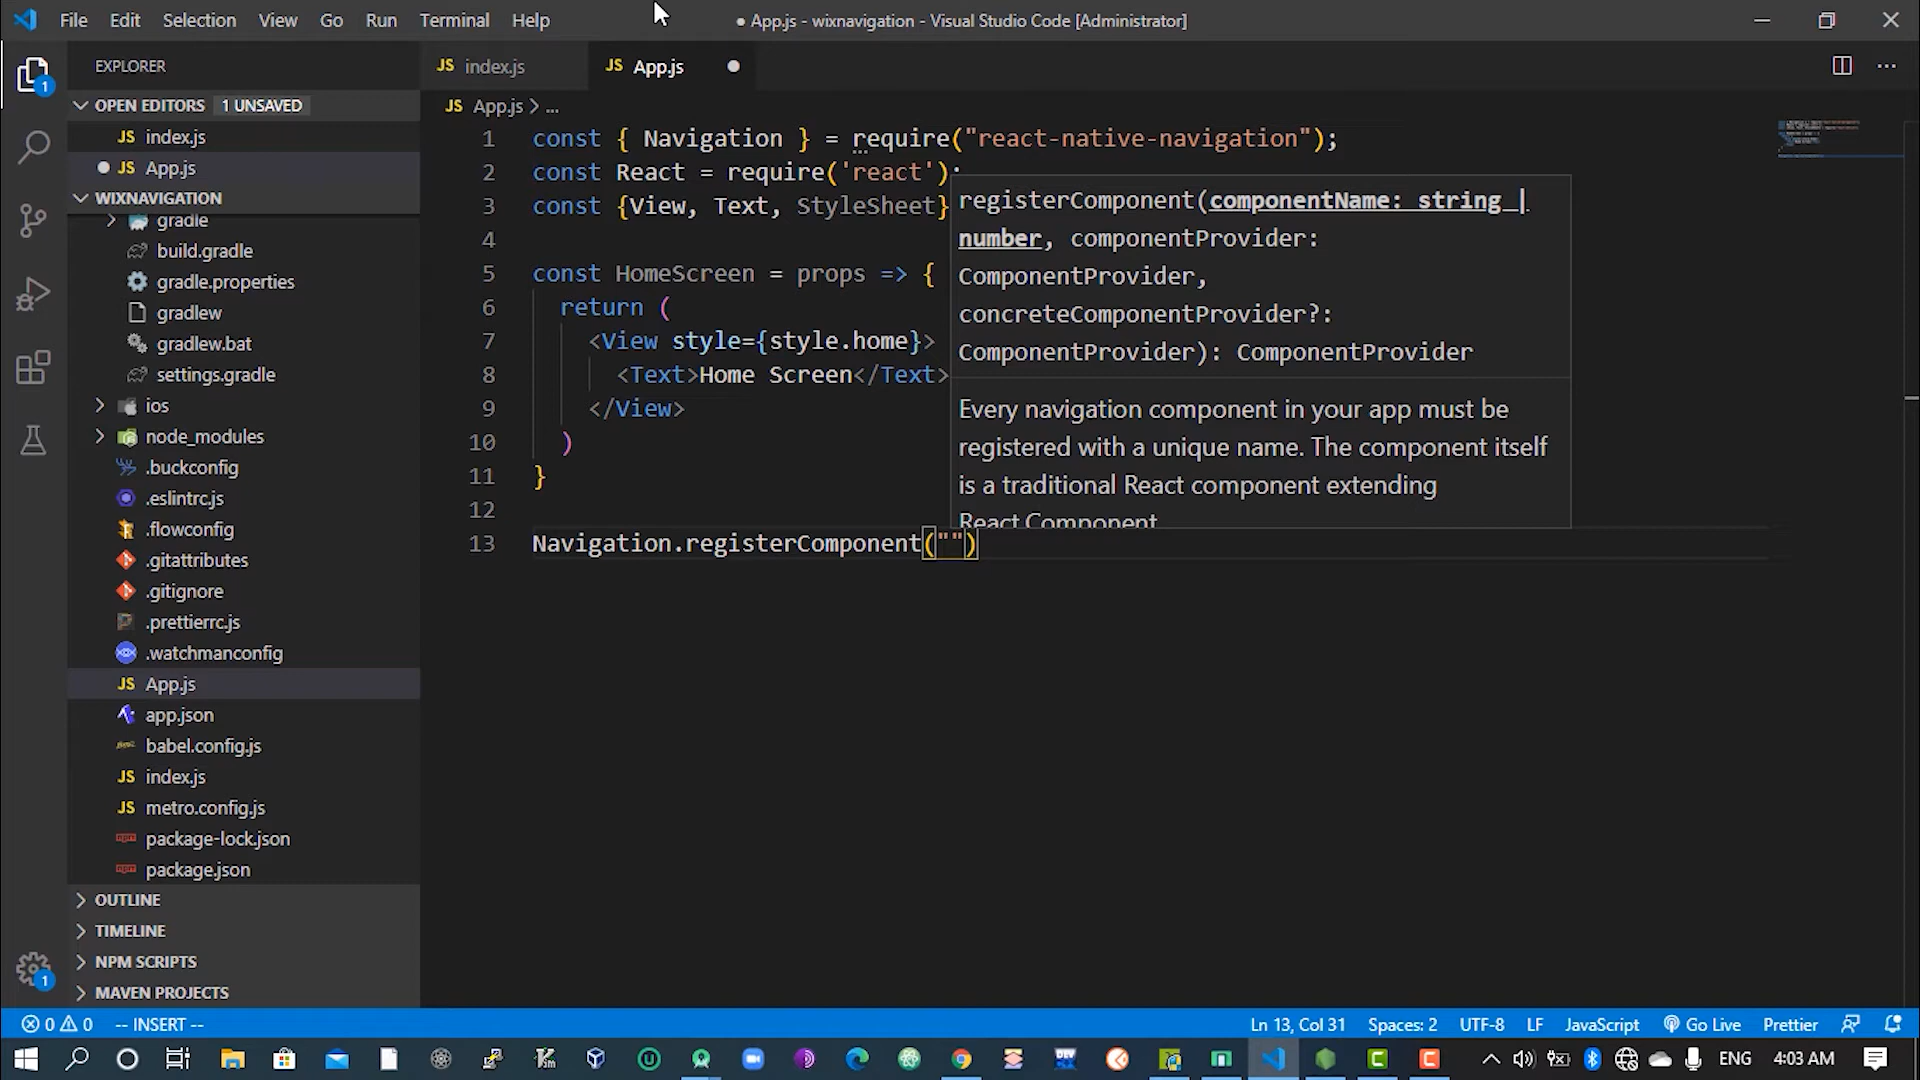 File Edit Selection View Go Run Terminal Help
● App.js - wixnavigation - Visual Studio Code [Administrator]
EXPLORER
OPEN EDITORS 1 UNSAVED
JS index.js
JS App.js
WIXNAVIGATION
gradle
build.gradle
gradle.properties
gradlew
gradlew.bat
settings.gradle
ios
node_modules
.buckconfig
.eslintrc.js
.flowconfig
.gitattributes
.gitignore
.prettierrc.js
.watchmanconfig
JS App.js
app.json
babel.config.js
JS index.js
JS metro.config.js
package-lock.json
package.json
OUTLINE
TIMELINE
NPM SCRIPTS
MAVEN PROJECTS
1
1
JS index.js JS App.js
JS App.js > ...
1 const { Navigation } = require("react-native-navigation");
2 const React = require('react');
3 const {View, Text, StyleSheet}
4
5 const HomeScreen = props => {
6 return (
7 <View style={style.home}>
8 <Text>Home Screen</Text>
9 </View>
10 )
11 }
12
13 Navigation.registerComponent("")
registerComponent(componentName: string |
number, componentProvider:
ComponentProvider,
concreteComponentProvider?:
ComponentProvider): ComponentProvider
Every navigation component in your app must be
registered with a unique name. The component itself
is a traditional React component extending
React.Component
0 0 -- INSERT --
Ln 13, Col 31 Spaces: 2 UTF-8 LF JavaScript Go Live Prettier
ENG 4:03 AM